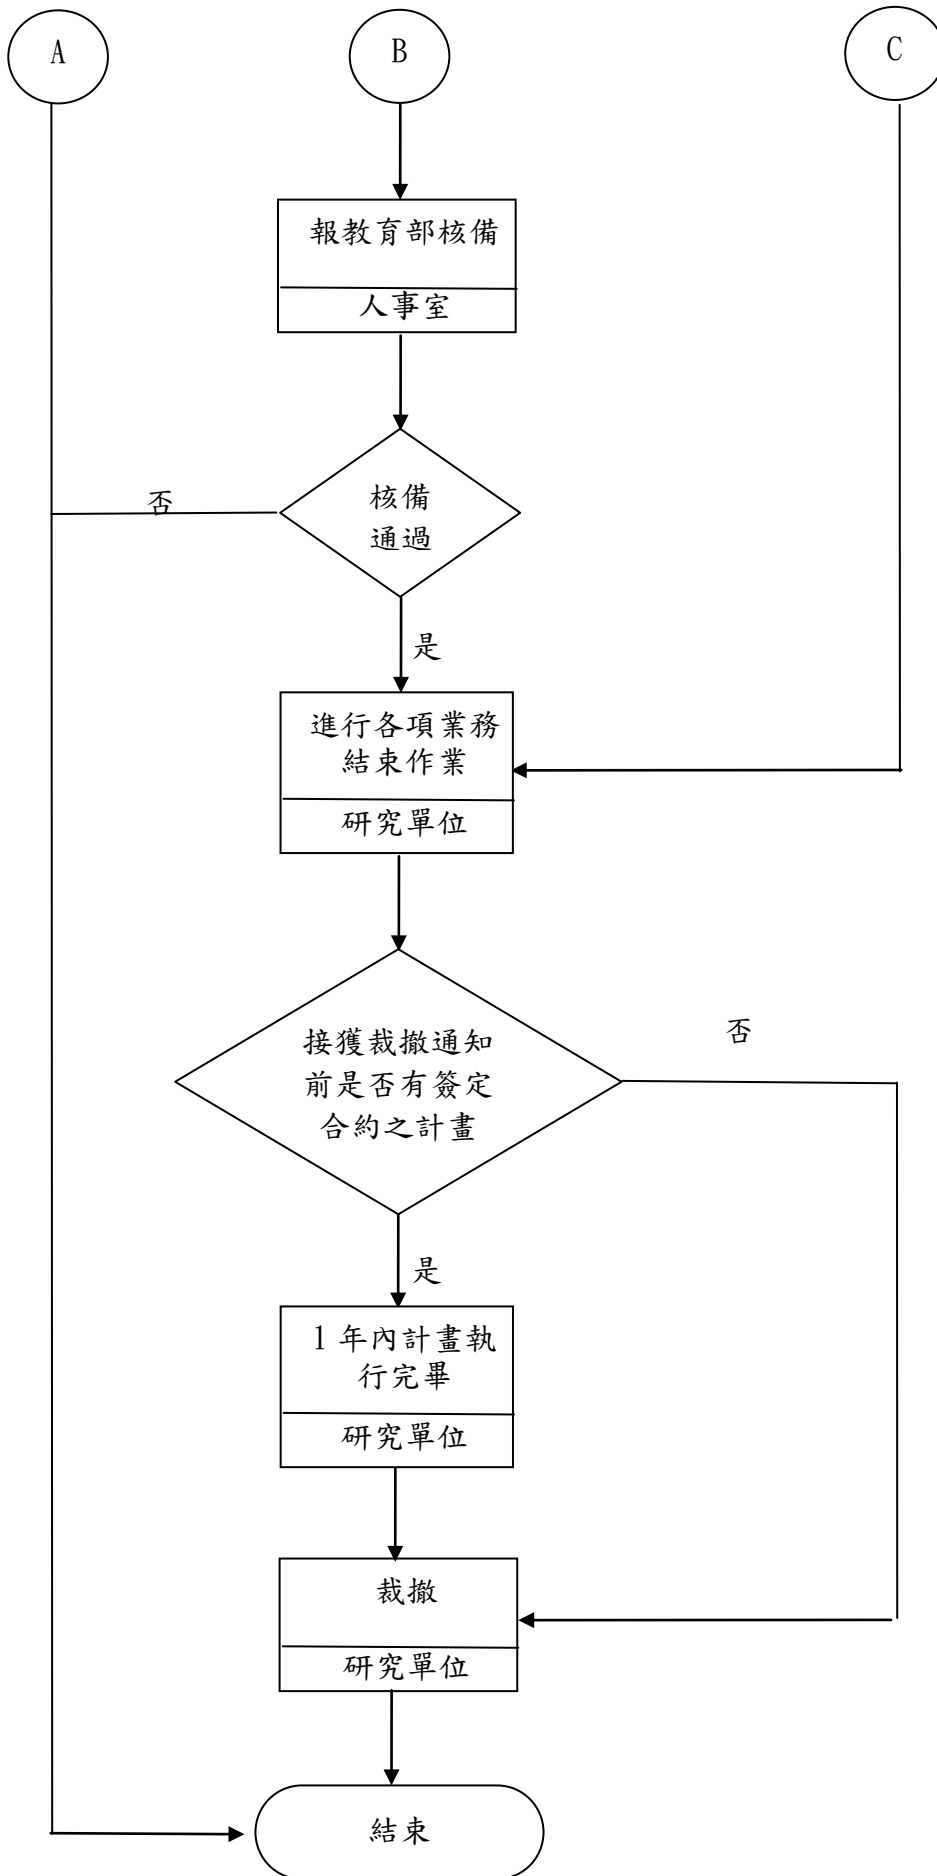 A
B
C
報教育部核備
人事室
核備
通過
否
是
進行各項業務
結束作業
研究單位
接獲裁撤通知
前是否有簽定
合約之計畫
否
是
1 年內計畫執
行完畢
研究單位
裁撤
研究單位
結束